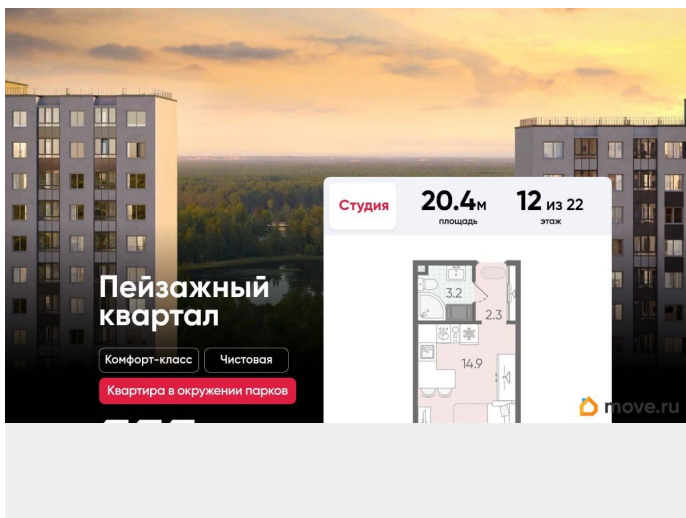 Студия
20.4м
площадь
12 из 22
этаж
Пейзажный
квартал
Комфорт-класс
Чистовая
Квартира в окружении парков
3.2
2.3
14.9
move.ru